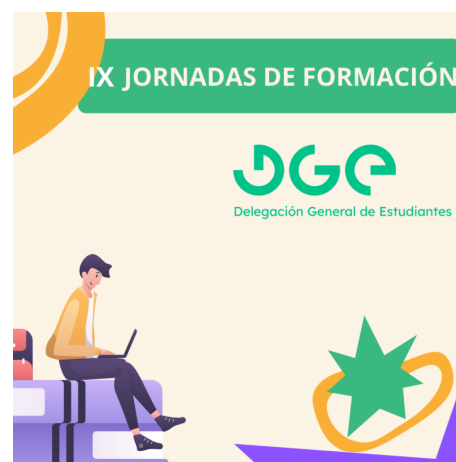 IX JORNADAS DE FORMACIÓN
DGE
Delegación General de Estudiantes